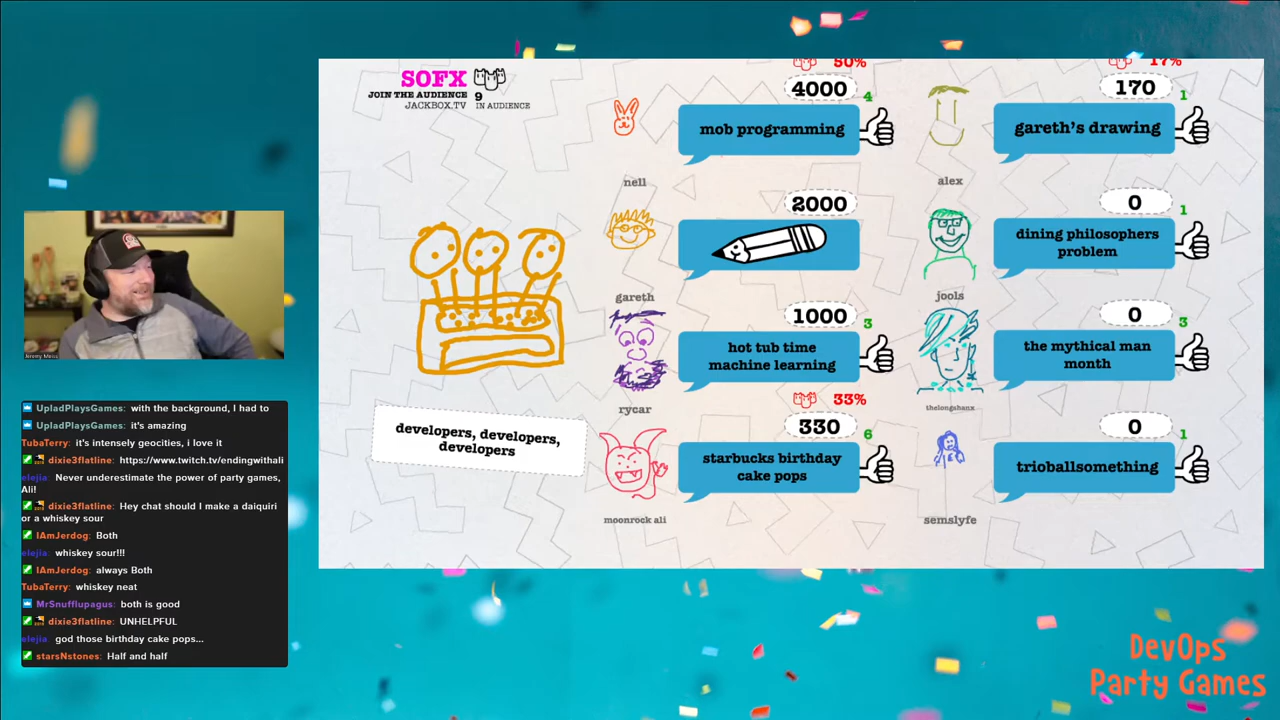 SOFX
JOIN THE AUDIENCE
JACKBOX.TV
9
IN AUDIENCE
50%
4000
4
mob programming
nell
17%
170
1
gareth's drawing
alex
2000
gareth
0
1
dining philosophers
problem
jools
1000
3
hot tub time
machine learning
rycar
0
3
the mythical man
month
thelongshanx
33%
330
6
starbucks birthday
cake pops
moonrock ali
0
1
trioballsomething
semslyfe
developers, developers,
developers
Jeremy Meiss
UpladPlaysGames: with the background, I had to
UpladPlaysGames: it's amazing
TubaTerry: it's intensely geocities, i love it
dixie3flatline: https://www.twitch.tv/endingwithali
elejia: Never underestimate the power of party games,
Ali!
dixie3flatline: Hey chat should I make a daiquiri
or a whiskey sour
IAmJerdog: Both
elejia: whiskey sour!!!
IAmJerdog: always Both
TubaTerry: whiskey neat
MrSnufflupagus: both is good
dixie3flatline: UNHELPFUL
elejia: god those birthday cake pops...
starsNstones: Half and half
DevOps
Party Games